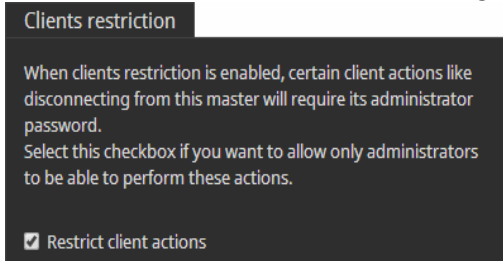 Clients restriction
When clients restriction is enabled, certain client actions like
disconnecting from this master will require its administrator
password.
Select this checkbox if you want to allow only administrators
to be able to perform these actions.
Restrict client actions